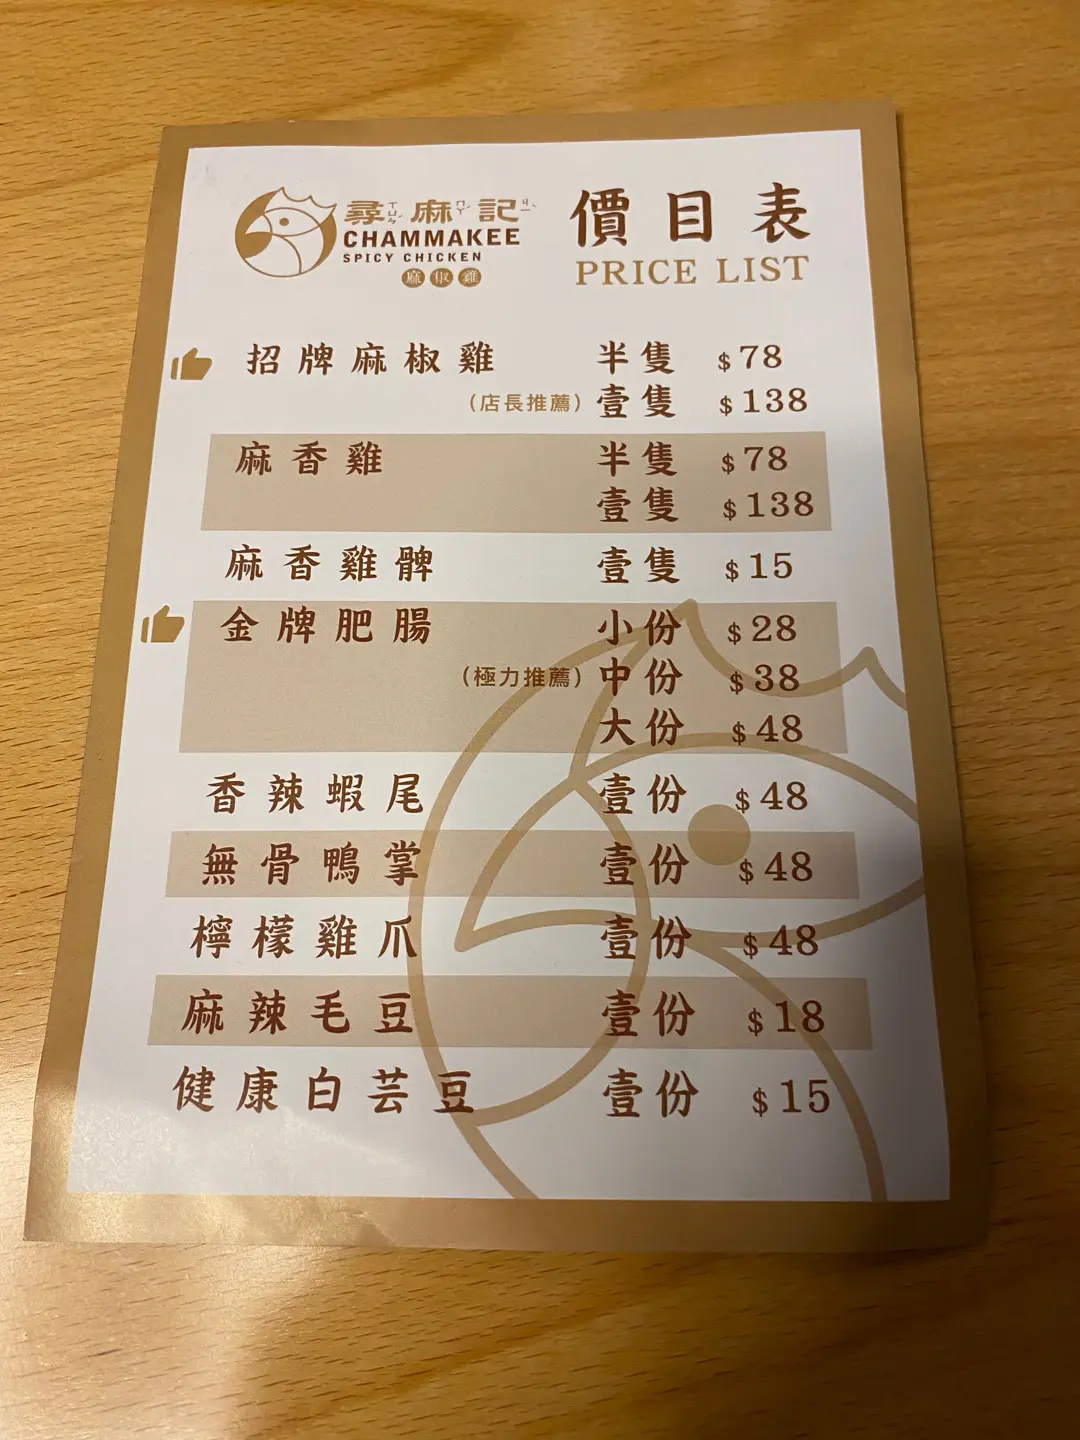 尋麻記
CHAMMAKEE
SPICY CHICKEN
麻椒雞
價目表
PRICE LIST
招牌麻椒雞 半隻 $78
(店長推薦) 壹隻 $138
麻香雞 半隻 $78
壹隻 $138
麻香雞髀 壹隻 $15
金牌肥腸 小份 $28
(極力推薦) 中份 $38
大份 $48
香辣蝦尾 壹份 $48
無骨鴨掌 壹份 $48
檸檬雞爪 壹份 $48
麻辣毛豆 壹份 $18
健康白芸豆 壹份 $15